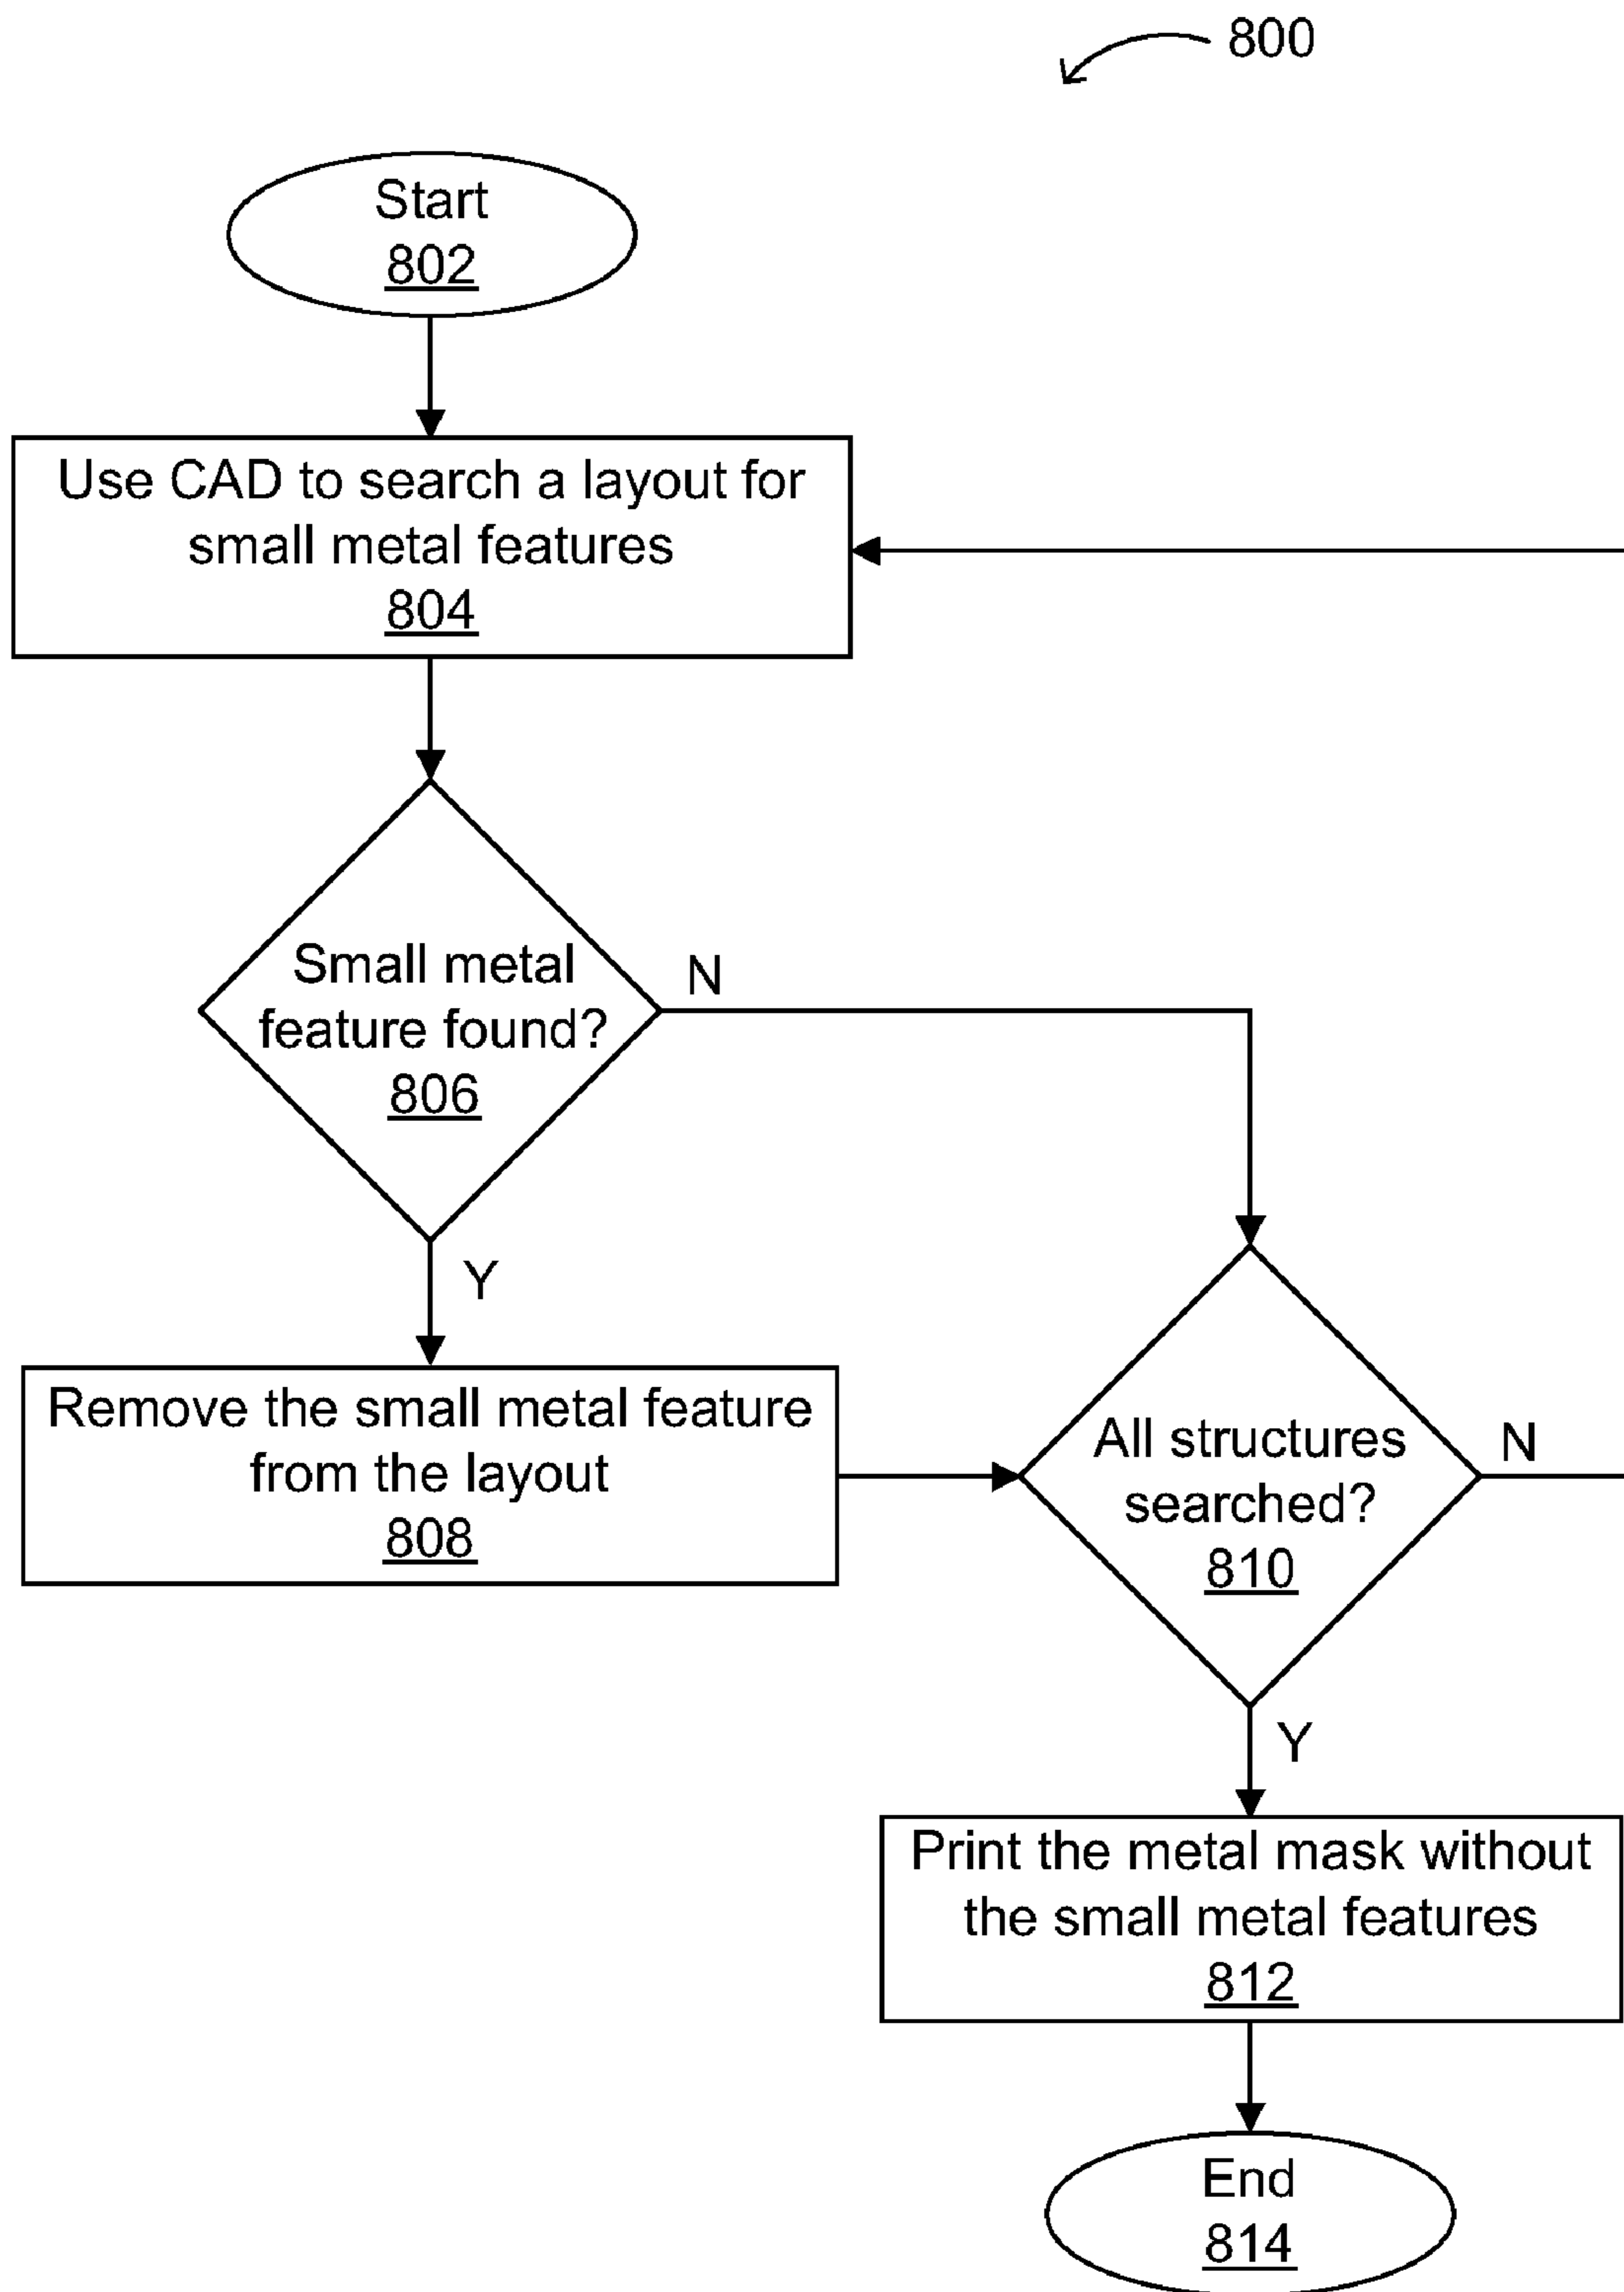 800
Start
802
Use CAD to search a layout for
small metal features
804
Small metal
feature found?
806
N
Y
Remove the small metal feature
from the layout
808
All structures
searched?
810
N
Y
Print the metal mask without
the small metal features
812
End
814